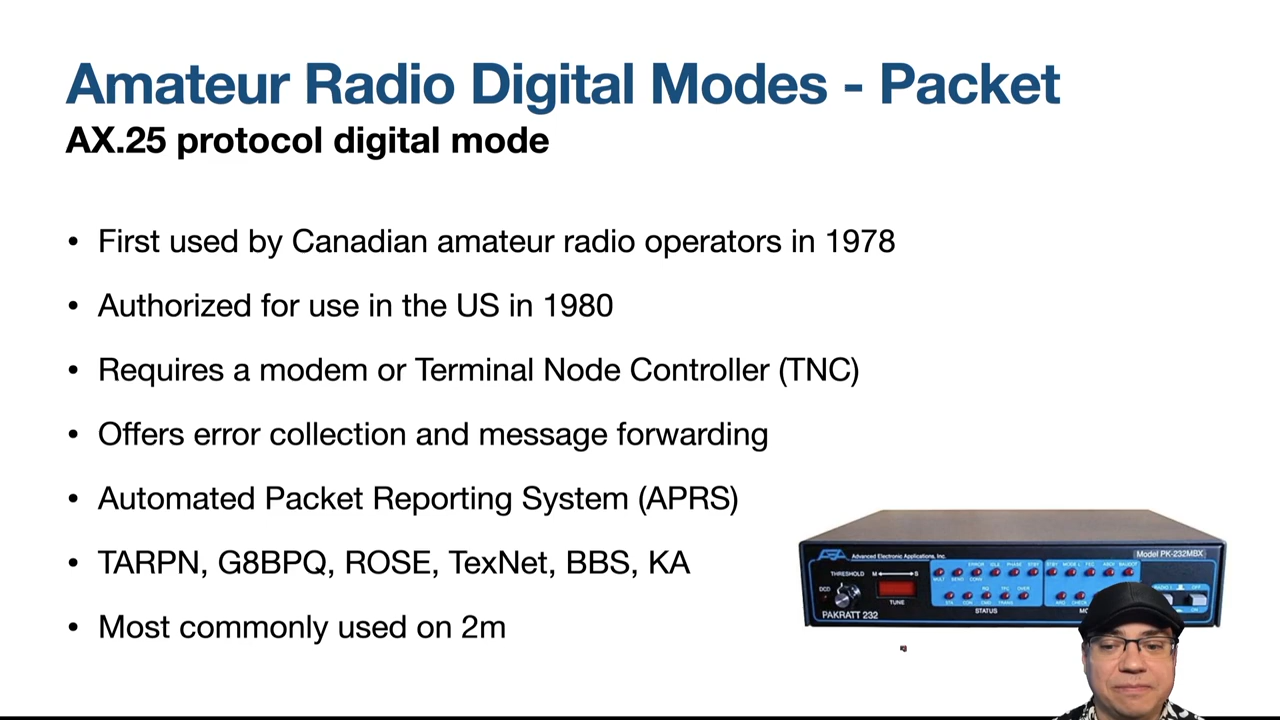 Amateur Radio Digital Modes - Packet
AX.25 protocol digital mode
• First used by Canadian amateur radio operators in 1978
• Authorized for use in the US in 1980
• Requires a modem or Terminal Node Controller (TNC)
• Offers error collection and message forwarding
• Automated Packet Reporting System (APRS)
• TARPN, G8BPQ, ROSE, TexNet, BBS, KA
• Most commonly used on 2m
AEA Advanced Electronic Applications, Inc.
Model PK-232MBX
THRESHOLD M S
DCD
TUNE
PAKRATT 232
STATUS